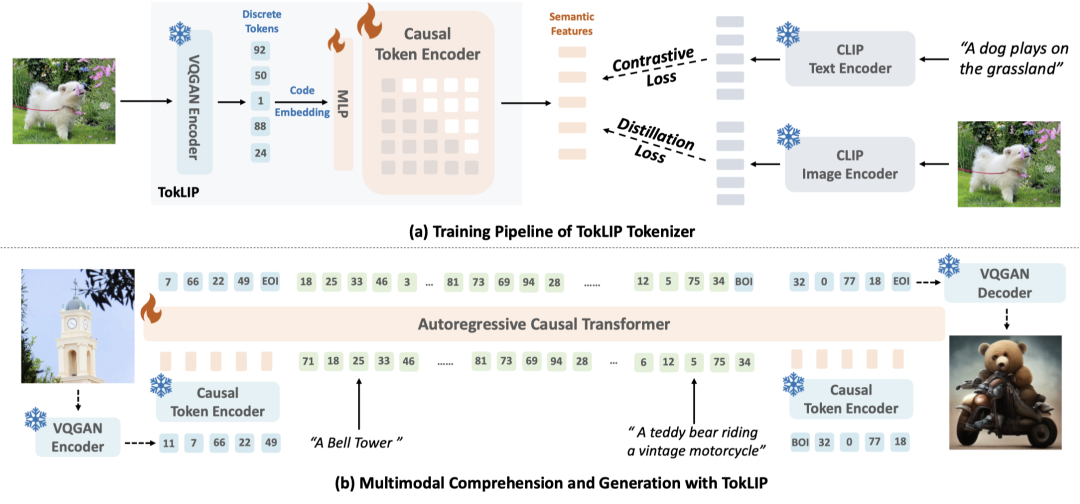 Discrete
Tokens
VQGAN Encoder
92
50
1
88
24
Code
Embedding
MLP
Causal
Token Encoder
Semantic
Features
Contrastive
Loss
Distillation
Loss
CLIP
Text Encoder
“A dog plays on
the grassland”
CLIP
Image Encoder
TokLIP
(a) Training Pipeline of TokLIP Tokenizer
7 66 22 49 EOI 18 25 33 46 3 ... 81 73 69 94 28 ...... 12 5 75 34 BOI 32 0 77 18 EOI
VQGAN
Decoder
Autoregressive Causal Transformer
71 18 25 33 46 ...... 81 73 69 94 28 ... 6 12 5 75 34
Causal
Token Encoder
Causal
Token Encoder
VQGAN
Encoder
11 7 66 22 49
“A Bell Tower ”
“ A teddy bear riding
a vintage motorcycle”
BOI 32 0 77 18
(b) Multimodal Comprehension and Generation with TokLIP